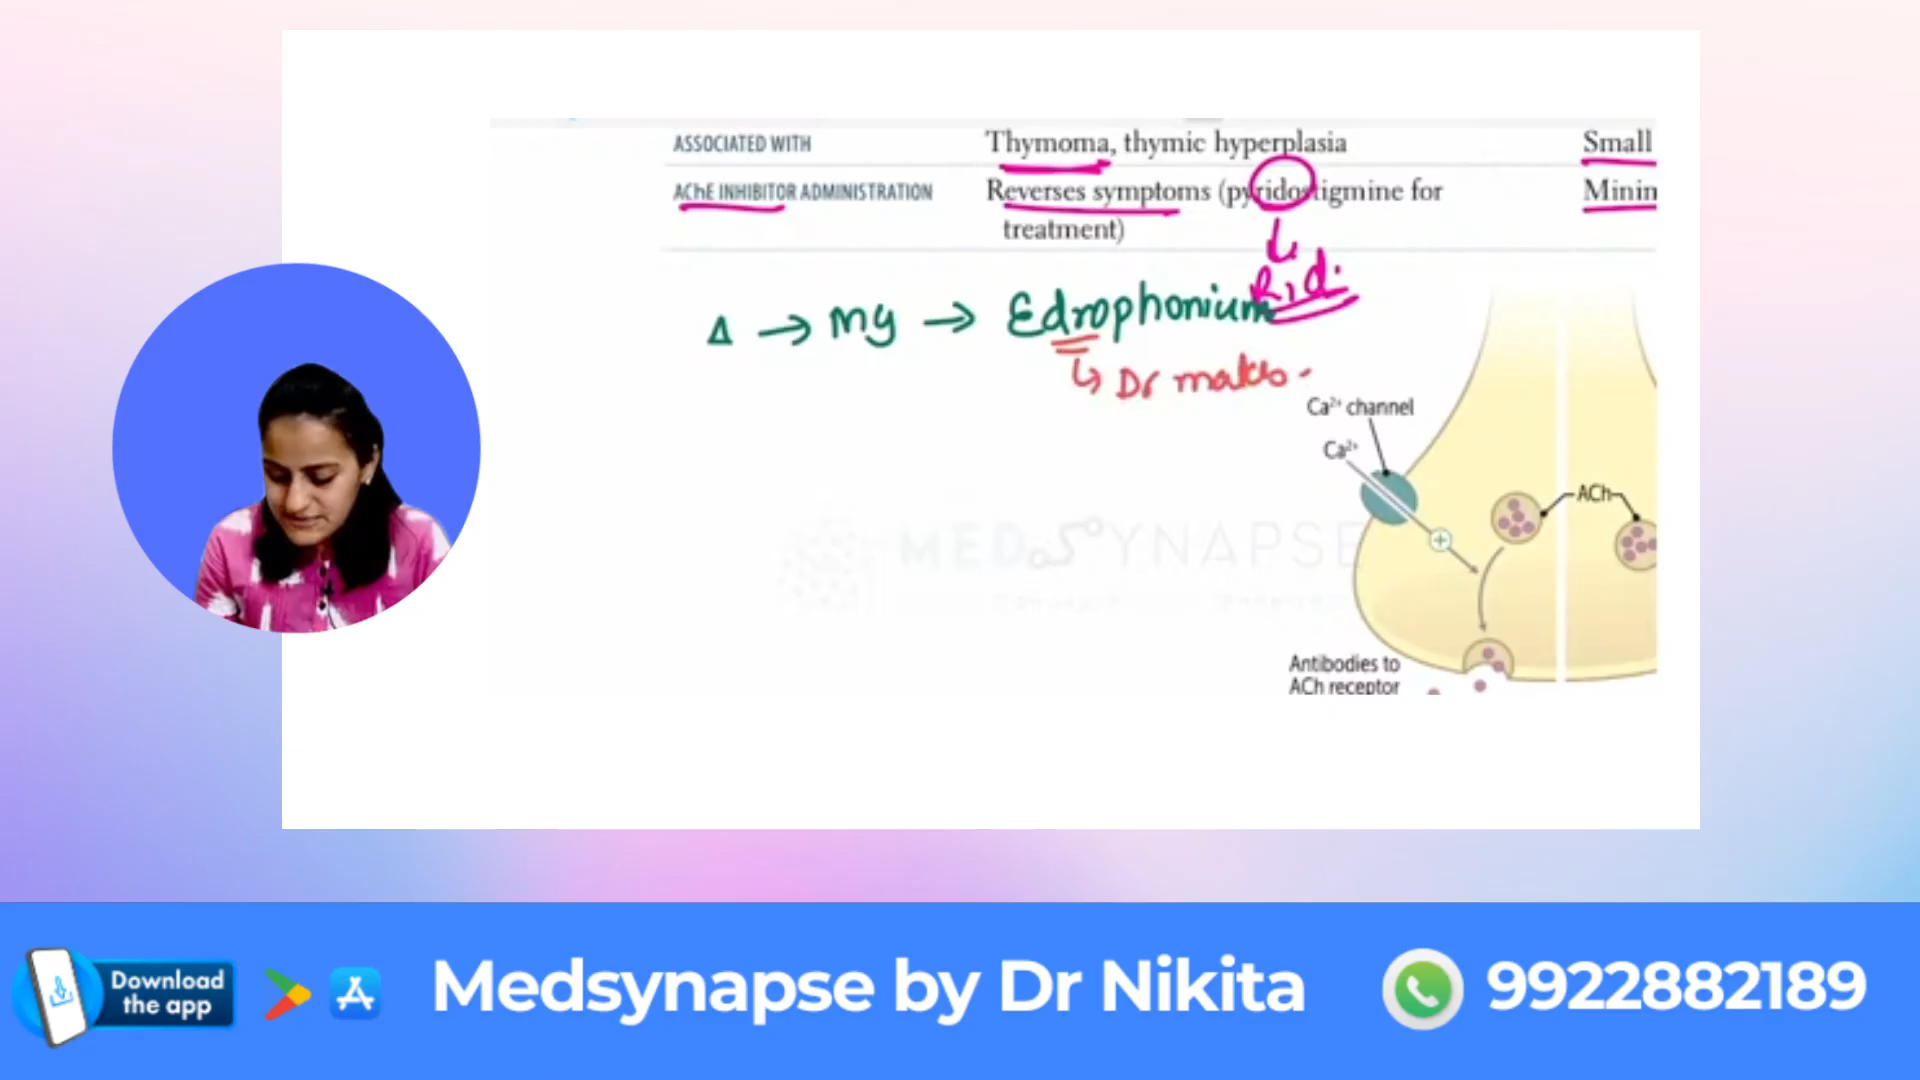 ASSOCIATED WITH Thymoma, thymic hyperplasia Small
AChE INHIBITOR ADMINISTRATION Reverses symptoms (pyridostigmine for Minin
treatment)
Rid.
Δ → My → Edrophonium
↳ Dr makes
Ca²⁺ channel
Ca²⁺
ACh
MEDSYNAPSE
Antibodies to
ACh receptor
Download
the app
Medsynapse by Dr Nikita
9922882189